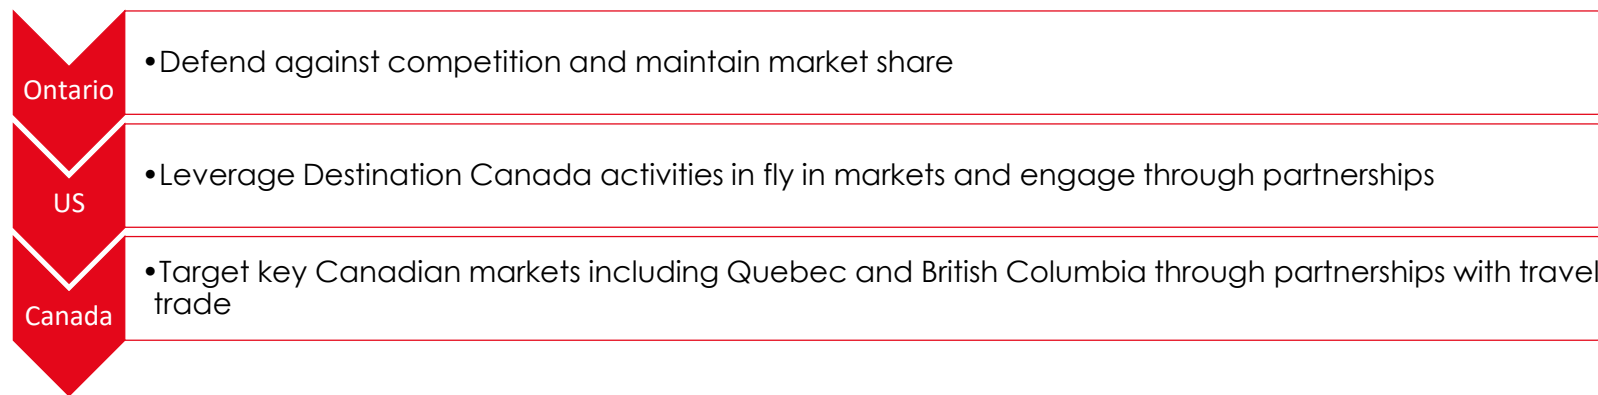 Ontario
•Defend against competition and maintain market share
US
•Leverage Destination Canada activities in fly in markets and engage through partnerships
Canada
•Target key Canadian markets including Quebec and British Columbia through partnerships with travel
trade